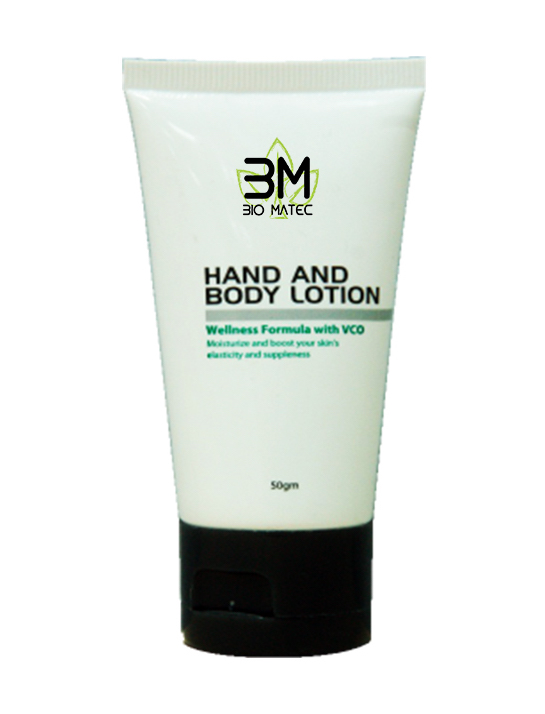 BM
BIO MATEC
HAND AND
BODY LOTION
Wellness Formula with VCO
Moisturize and boost your skin's
elasticity and suppleness
50gm